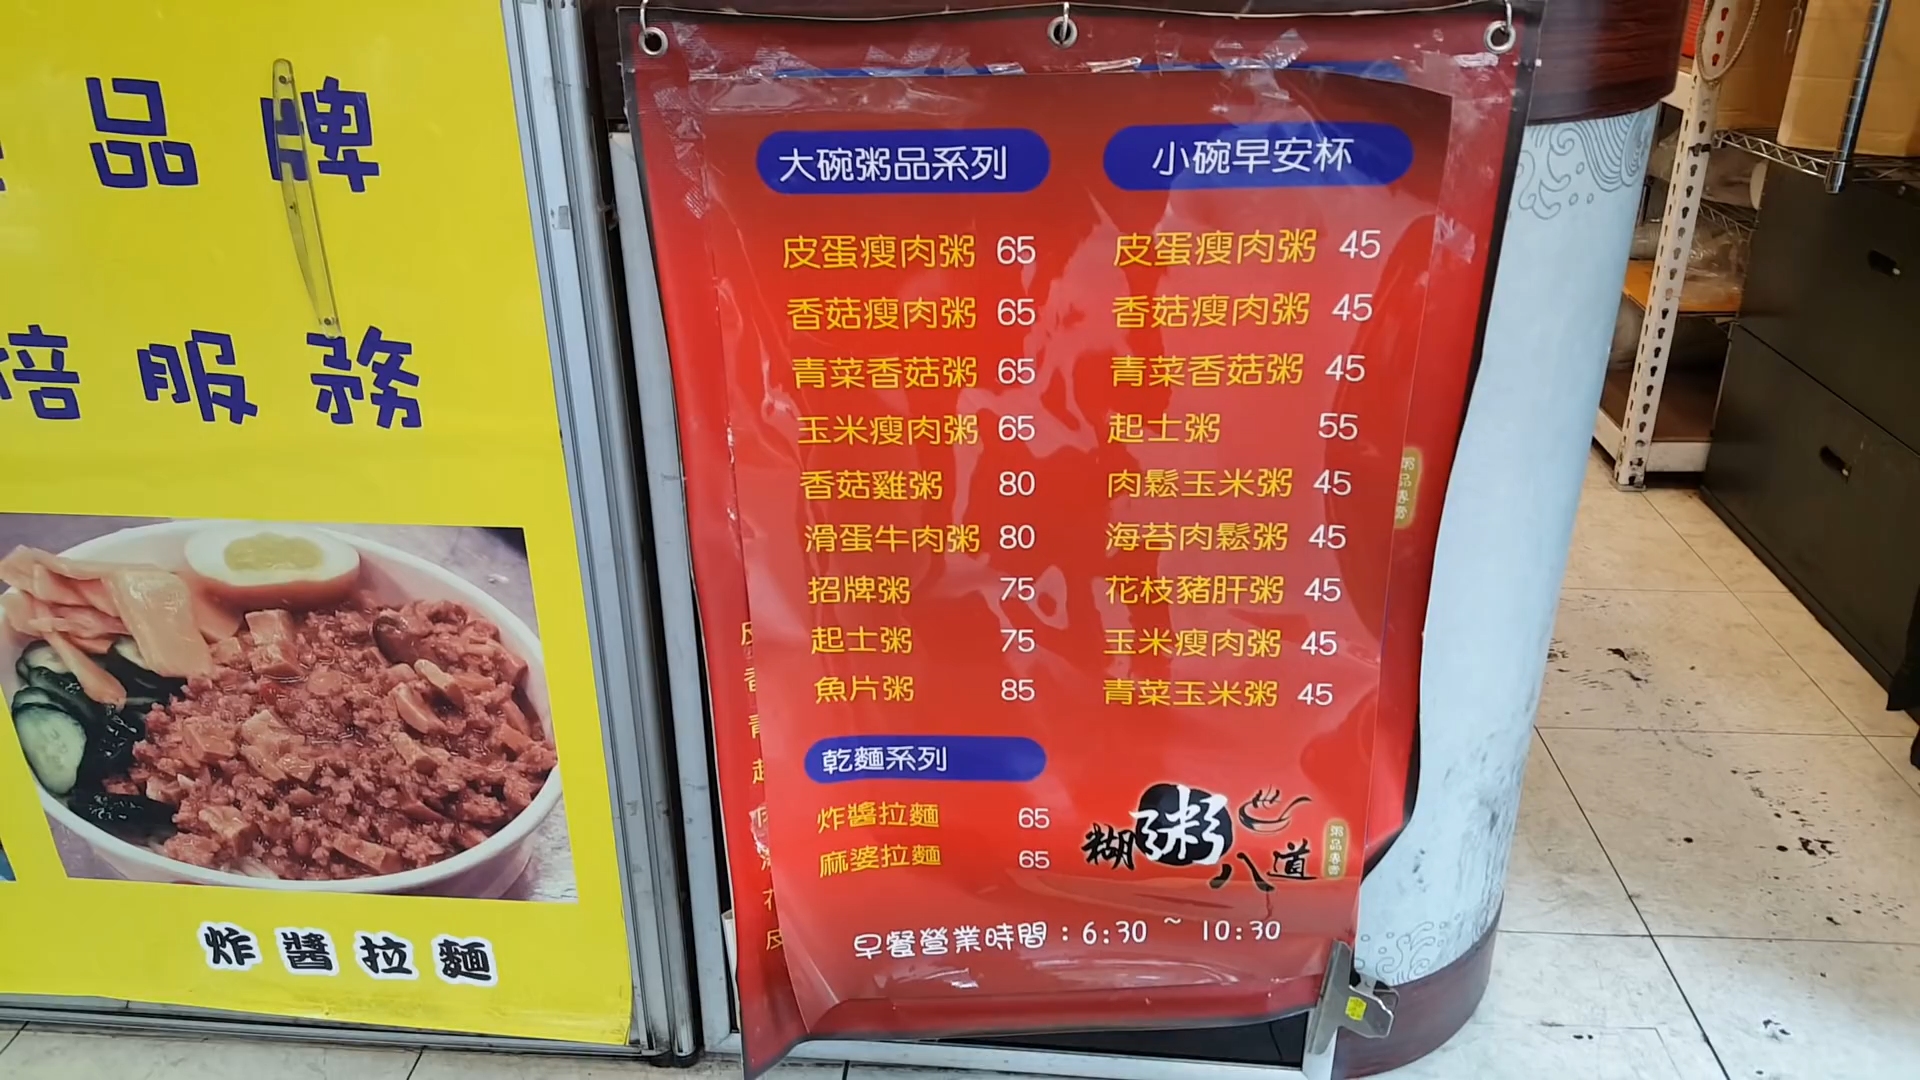 品牌
服務
炸醬拉麵
大碗粥品系列
皮蛋瘦肉粥 65
香菇瘦肉粥 65
青菜香菇粥 65
玉米瘦肉粥 65
香菇雞粥 80
滑蛋牛肉粥 80
招牌粥 75
起士粥 75
魚片粥 85
乾麵系列
炸醬拉麵 65
麻婆拉麵 65
小碗早安杯
皮蛋瘦肉粥 45
香菇瘦肉粥 45
青菜香菇粥 45
起士粥 55
肉鬆玉米粥 45
海苔肉鬆粥 45
花枝豬肝粥 45
玉米瘦肉粥 45
青菜玉米粥 45
糊粥八道
粥品專賣
早餐營業時間：6:30 ~ 10:30